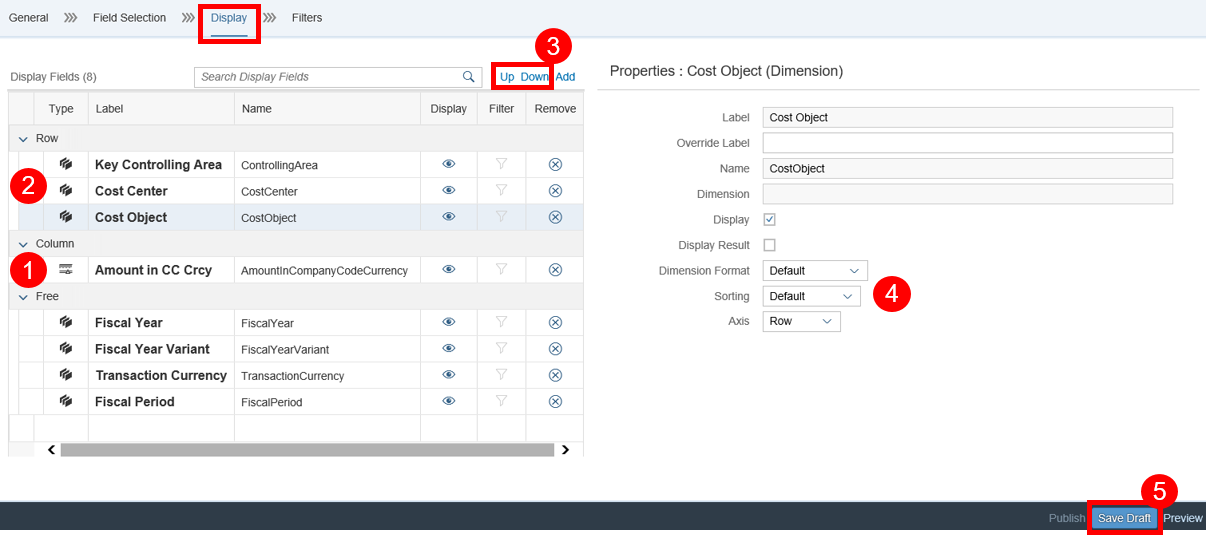 General Field Selection Display Filters
3
Display Fields (8) Search Display Fields Up Down Add
Type Label Name Display Filter Remove
Row
Key Controlling Area ControllingArea
2
Cost Center CostCenter
Cost Object CostObject
Column
1
Amount in CC Crcy AmountInCompanyCodeCurrency
Free
Fiscal Year FiscalYear
Fiscal Year Variant FiscalYearVariant
Transaction Currency TransactionCurrency
Fiscal Period FiscalPeriod
Properties : Cost Object (Dimension)
Label Cost Object
Override Label
Name CostObject
Dimension
Display
Display Result
Dimension Format Default
Sorting Default
4
Axis Row
5
Publish Save Draft Preview